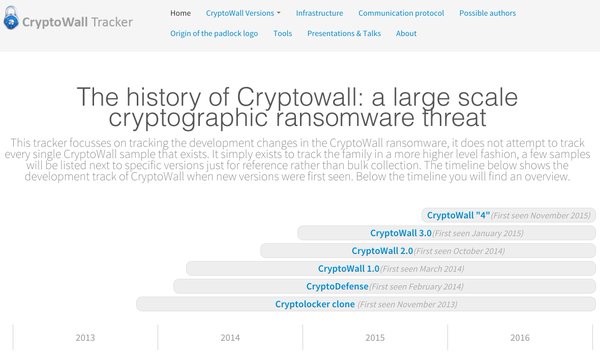 CryptoWall Tracker
Home CryptoWall Versions Infrastructure Communication protocol Possible authors
Origin of the padlock logo Tools Presentations & Talks About
The history of Cryptowall: a large scale
cryptographic ransomware threat
This tracker focusses on tracking the development changes in the CryptoWall ransomware, it does not attempt to track
every single CryptoWall sample that exists. It simply exists to track the family in a more higher level fashion, a few samples
will be listed next to specific versions just for reference rather than bulk collection. The timeline below shows the
development track of CryptoWall when new versions were first seen. Below the timeline you will find an overview.
CryptoWall "4" (First seen November 2015)
CryptoWall 3.0 (First seen January 2015)
CryptoWall 2.0 (First seen October 2014)
CryptoWall 1.0 (First seen March 2014)
CryptoDefense (First seen February 2014)
Cryptolocker clone (First seen November 2013)
2013 2014 2015 2016